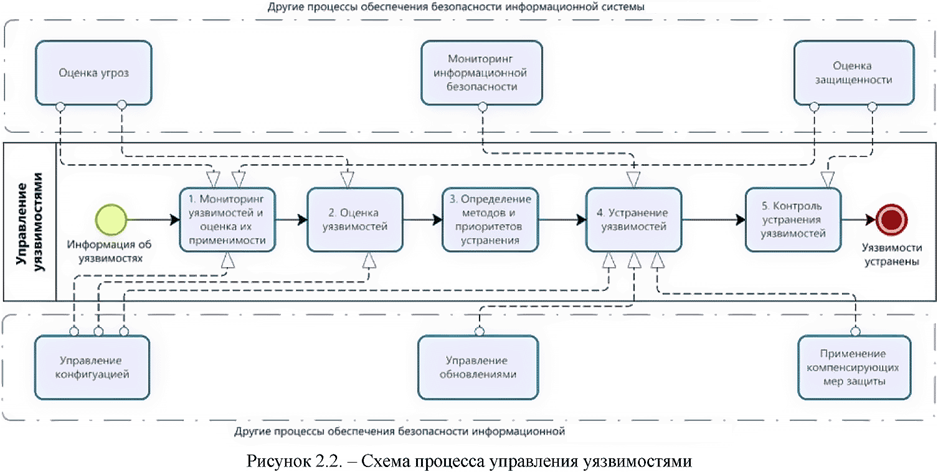 Другие процессы обеспечения безопасности информационной системы
Оценка угроз
Мониторинг
информационной
безопасности
Оценка
защищенности
Управление
уязвимостями
Информация об
уязвимостях
1. Мониторинг
уязвимостей и
оценка их
применимости
2. Оценка
уязвимостей
3. Определение
методов и
приоритетов
устранения
4. Устранение
уязвимостей
5. Контроль
устранения
уязвимостей
Уязвимости
устранены
Управление
конфигуацией
Управление
обновлениями
Применение
компенсирующих
мер защиты
Другие процессы обеспечения безопасности информационной
Рисунок 2.2. – Схема процесса управления уязвимостями